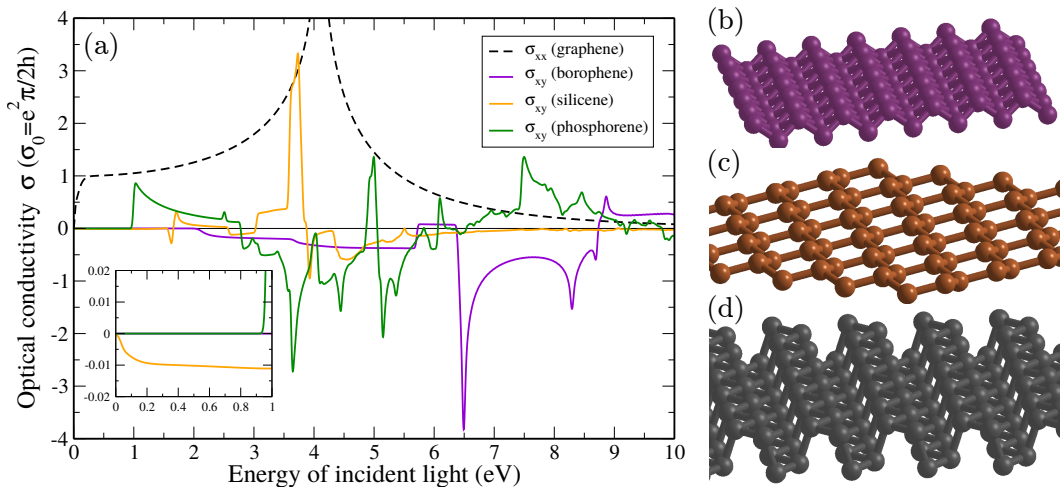 (a)
4
3
2
1
0
-1
-2
-3
-4
Optical conductivity σ (σ₀=e²π/2h)
σxx (graphene)
σxy (borophene)
σxy (silicene)
σxy (phosphorene)
0.02
0.01
0
-0.01
-0.02
0 0.2 0.4 0.6 0.8 1
0 1 2 3 4 5 6 7 8 9 10
Energy of incident light (eV)
(b)
(c)
(d)